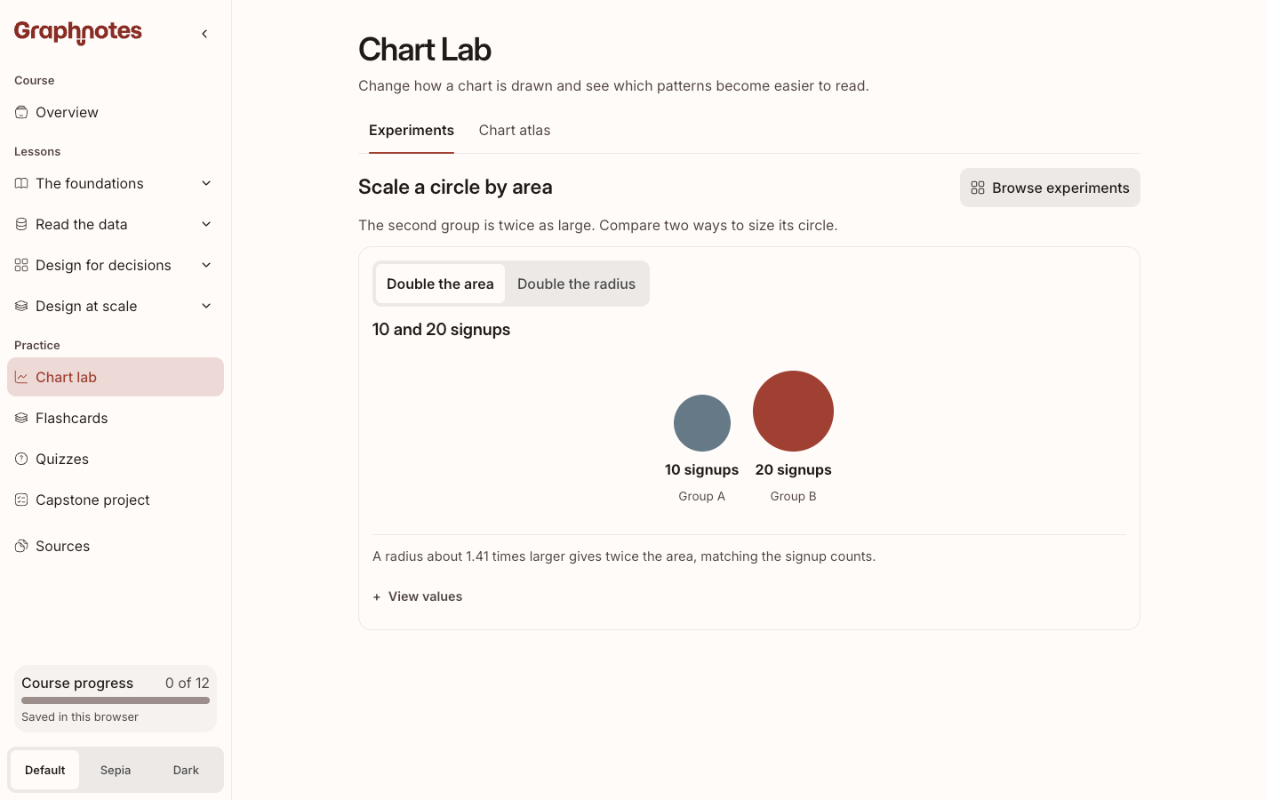 Graphnotes
Course
Overview
Lessons
The foundations
Read the data
Design for decisions
Design at scale
Practice
Chart lab
Flashcards
Quizzes
Capstone project
Sources
Course progress 0 of 12
Saved in this browser
Default Sepia Dark
Chart Lab
Change how a chart is drawn and see which patterns become easier to read.
Experiments Chart atlas
Scale a circle by area
Browse experiments
The second group is twice as large. Compare two ways to size its circle.
Double the area Double the radius
10 and 20 signups
10 signups 20 signups
Group A Group B
A radius about 1.41 times larger gives twice the area, matching the signup counts.
+ View values